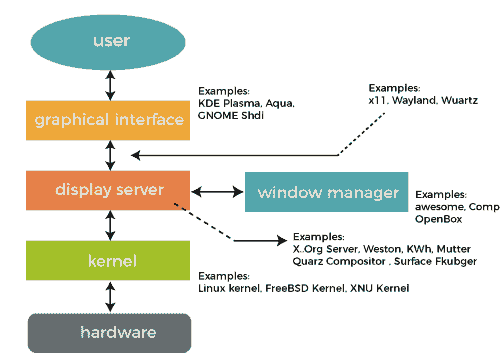 user
Examples:
KDE Plasma, Aqua,
GNOME Shdi
Examples:
x11, Wayland, Wuartz
graphical interface
display server
window manager
Examples:
awesome, Comp
OpenBox
Examples:
X..Org Server, Weston, KWh, Mutter
Quarz Compositor , Surface Fkubger
kernel
Examples:
Linux kernel, FreeBSD Kernel, XNU Kernel
hardware